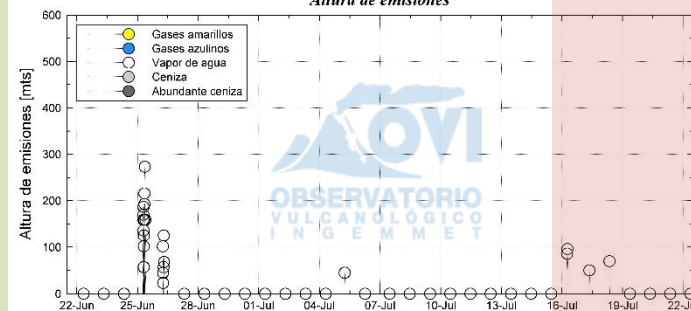 Altura de emisiones
600
500
400
300
200
100
0
Altura de emisiones [mts]
Gases amarillos
Gases azulinos
Vapor de agua
Ceniza
Abundante ceniza
OVI
OBSERVATORIO
VULCANOLÓGICO
INGEMMET
22-Jun 25-Jun 28-Jun 01-Jul 04-Jul 07-Jul 10-Jul 13-Jul 16-Jul 19-Jul 22-Jul